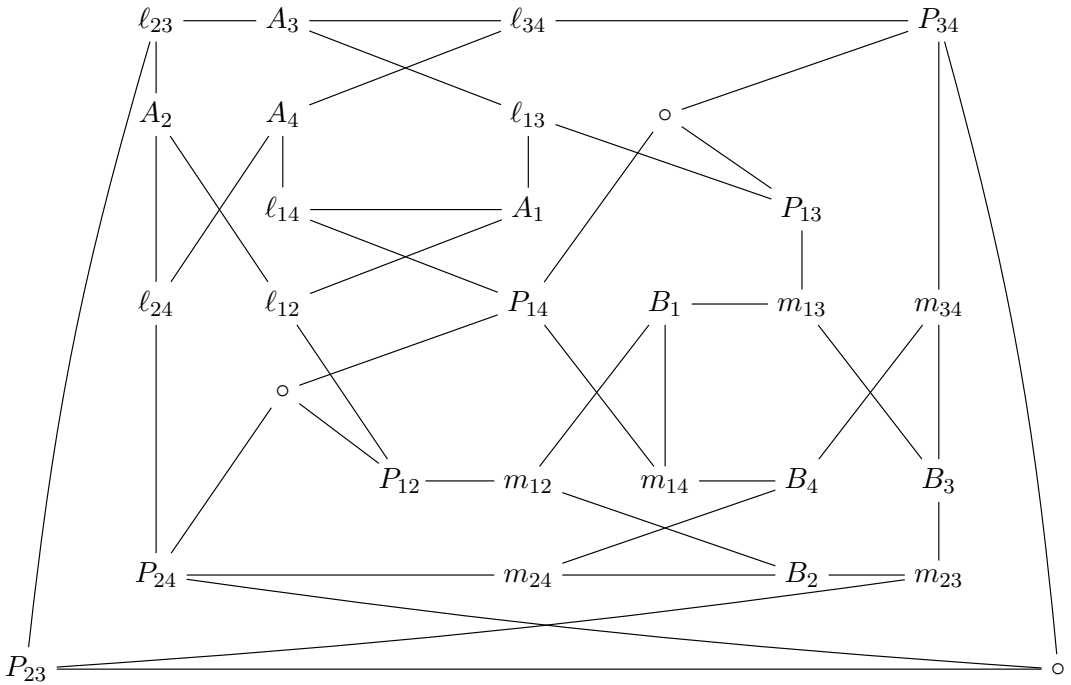 ℓ₂₃ A₃ ℓ₃₄ P₃₄
A₂ A₄ ℓ₁₃
ℓ₁₄ A₁ P₁₃
ℓ₂₄ ℓ₁₂ P₁₄ B₁ m₁₃ m₃₄
P₁₂ m₁₂ m₁₄ B₄ B₃
P₂₄ m₂₄ B₂ m₂₃
P₂₃